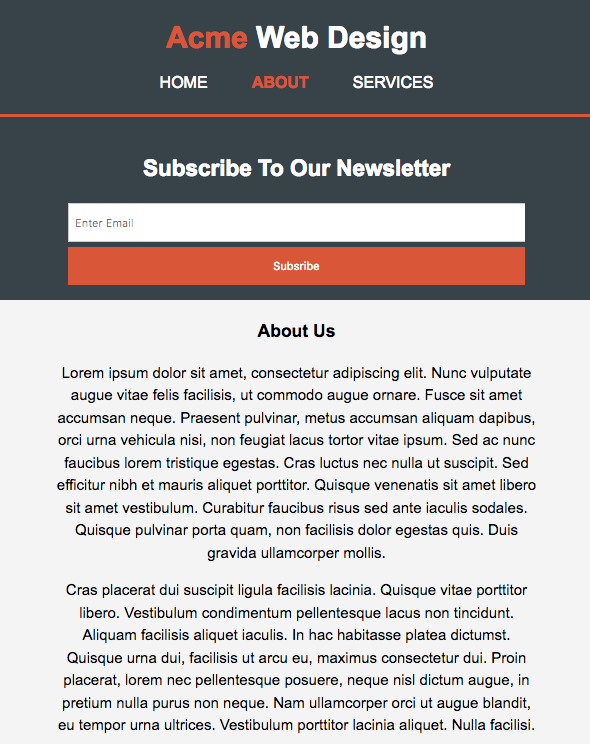 Acme Web Design
HOME ABOUT SERVICES
Subscribe To Our Newsletter
Enter Email
Subsribe
About Us
Lorem ipsum dolor sit amet, consectetur adipiscing elit. Nunc vulputate
augue vitae felis facilisis, ut commodo augue ornare. Fusce sit amet
accumsan neque. Praesent pulvinar, metus accumsan aliquam dapibus,
orci urna vehicula nisi, non feugiat lacus tortor vitae ipsum. Sed ac nunc
faucibus lorem tristique egestas. Cras luctus nec nulla ut suscipit. Sed
efficitur nibh et mauris aliquet porttitor. Quisque venenatis sit amet libero
sit amet vestibulum. Curabitur faucibus risus sed ante iaculis sodales.
Quisque pulvinar porta quam, non facilisis dolor egestas quis. Duis
gravida ullamcorper mollis.
Cras placerat dui suscipit ligula facilisis lacinia. Quisque vitae porttitor
libero. Vestibulum condimentum pellentesque lacus non tincidunt.
Aliquam facilisis aliquet iaculis. In hac habitasse platea dictumst.
Quisque urna dui, facilisis ut arcu eu, maximus consectetur dui. Proin
placerat, lorem nec pellentesque posuere, neque nisl dictum augue, in
pretium nulla purus non neque. Nam ullamcorper orci ut augue blandit,
eu tempor urna ultrices. Vestibulum porttitor lacinia aliquet. Nulla facilisi.